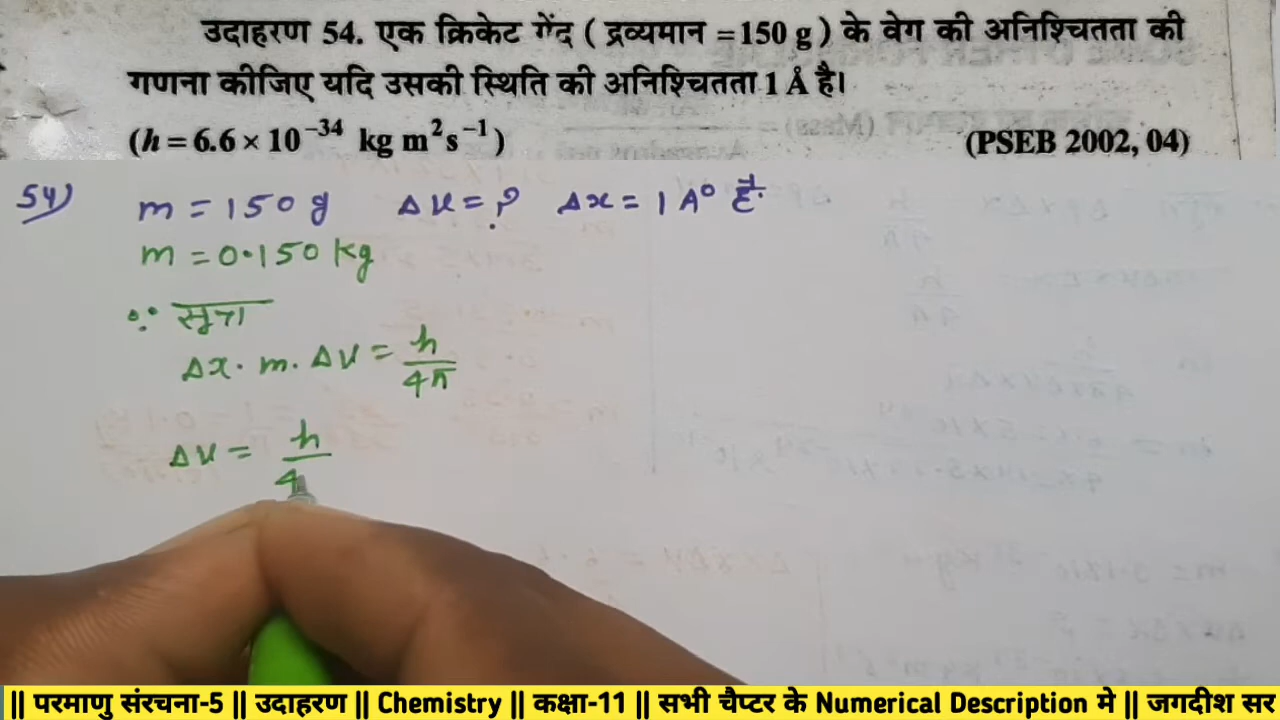 उदाहरण 54. एक क्रिकेट गेंद ( द्रव्यमान = 150 g ) के वेग की अनिश्चितता की
गणना कीजिए यदि उसकी स्थिति की अनिश्चितता 1 Å है।
(h = 6.6 × 10⁻³⁴ kg m² s⁻¹) (PSEB 2002, 04)
54) m = 150 g Δv = ? Δx = 1 A°
m = 0.150 kg
∵ सूत्र
Δx . m . Δv = h/4π
Δv = h/4
|| परमाणु संरचना-5 || उदाहरण || Chemistry || कक्षा-11 || सभी चैप्टर के Numerical Description मे || जगदीश सर